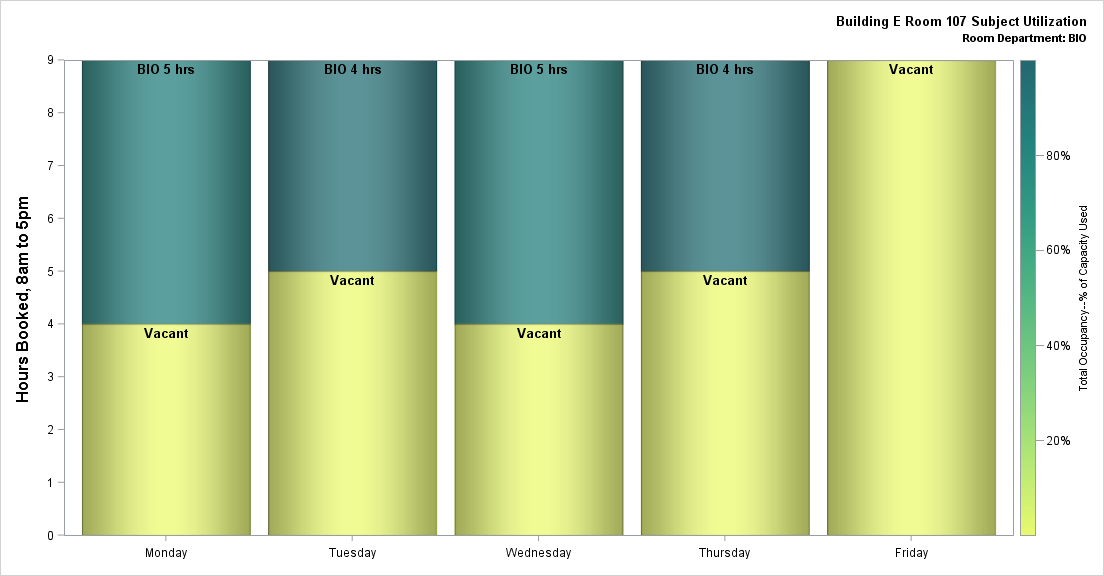 Building E Room 107 Subject Utilization
Room Department: BIO
Hours Booked, 8am to 5pm
9
8
7
6
5
4
3
2
1
0
BIO 5 hrs
BIO 4 hrs
BIO 5 hrs
BIO 4 hrs
Vacant
Vacant
Vacant
Vacant
Vacant
Monday
Tuesday
Wednesday
Thursday
Friday
80%
60%
40%
20%
Total Occupancy--% of Capacity Used